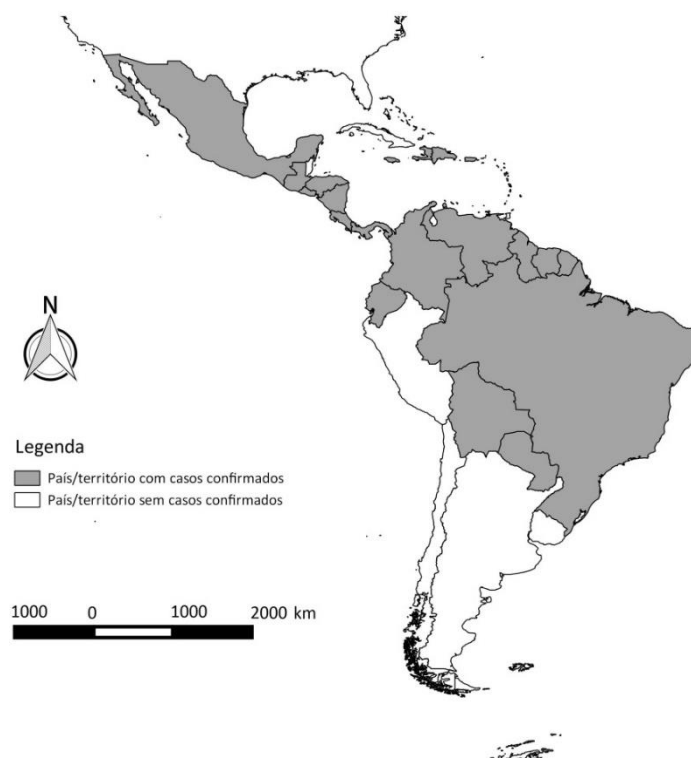 N
Legenda
País/território com casos confirmados
País/território sem casos confirmados
1000 0 1000 2000 km